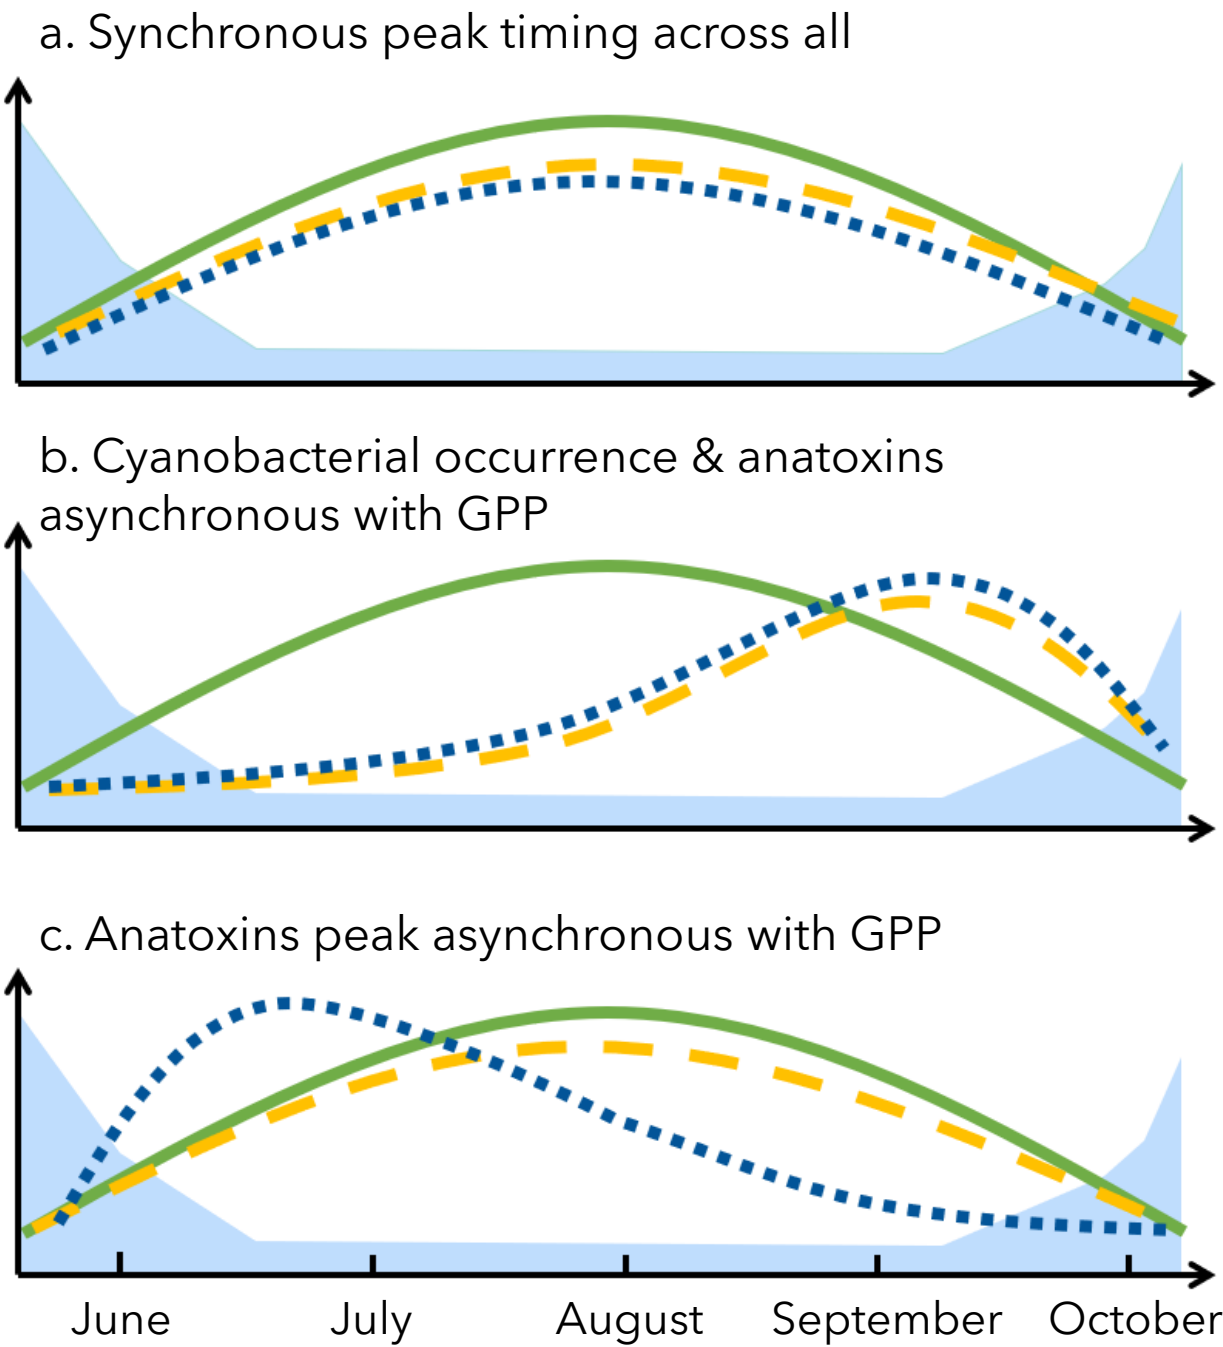 a. Synchronous peak timing across all
b. Cyanobacterial occurrence & anatoxins
asynchronous with GPP
c. Anatoxins peak asynchronous with GPP
June July August September October